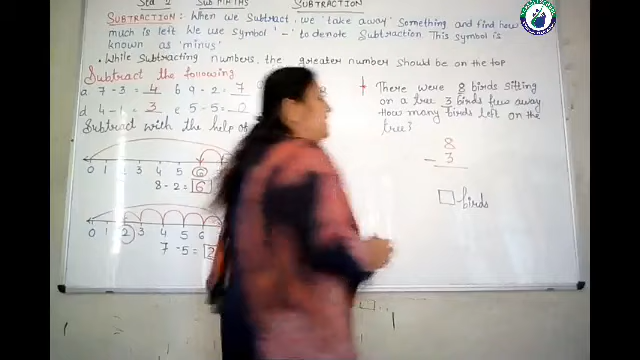 Std 1 Sub MATHS SUBTRACTION
SUBTRACTION: When we Subtract, we 'take away' Something and find how
much is left We use symbol '-' to denote Subtraction This symbol is
known as 'minus'
• While Subtracting numbers, the greater number should be on the top
Subtract the following
a 7 - 3 = 4 b 9 - 2 = 7
8
d 4 - 1 = 3 e 5 - 5 = 0
Subtract with the help of
0 1 2 3 4 5 6
8 - 2 = 6
0 1 2 3 4 5 6
7 - 5 = 2
There were 8 birds sitting
on a tree 3 birds flew away
How many birds left on the
tree?
8
- 3
birds